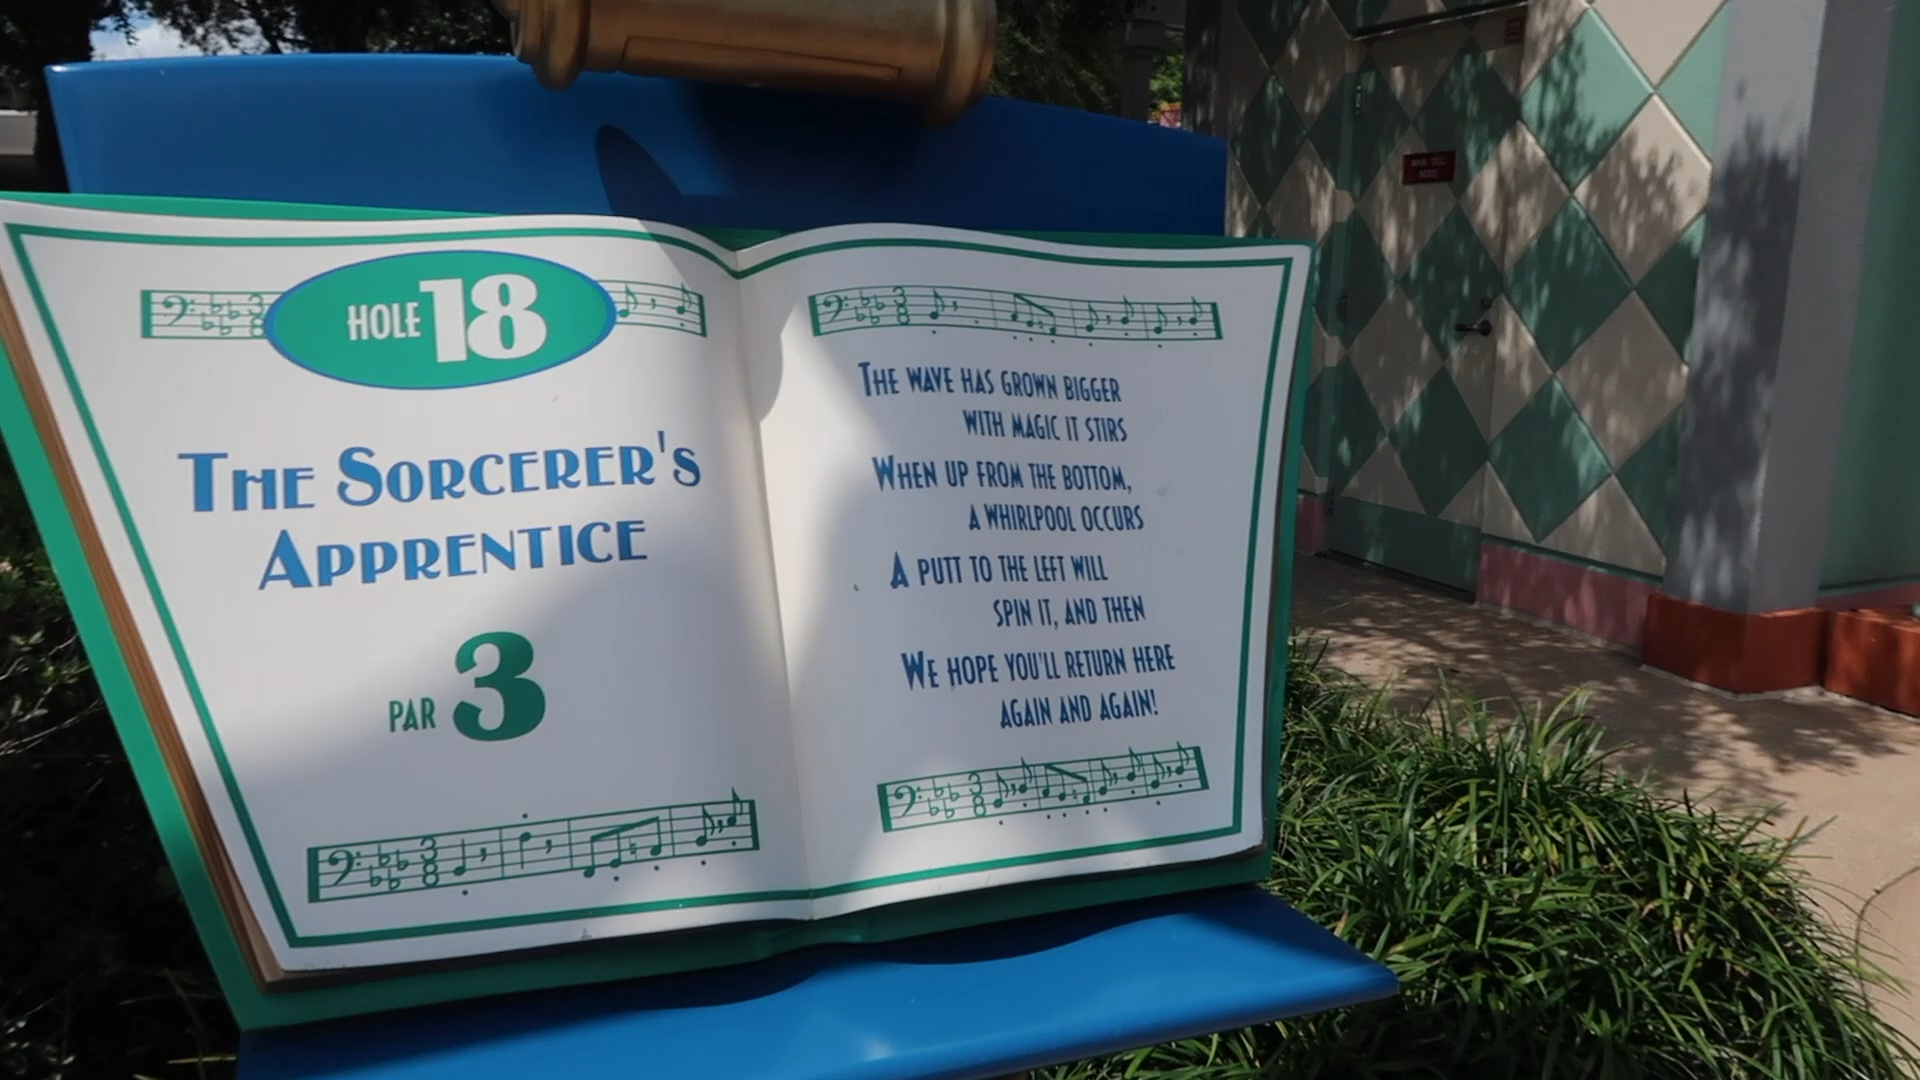 HOLE 18
THE SORCERER'S
APPRENTICE
PAR 3
THE WAVE HAS GROWN BIGGER
WITH MAGIC IT STIRS
WHEN UP FROM THE BOTTOM,
A WHIRLPOOL OCCURS
A PUTT TO THE LEFT WILL
SPIN IT, AND THEN
WE HOPE YOU'LL RETURN HERE
AGAIN AND AGAIN!